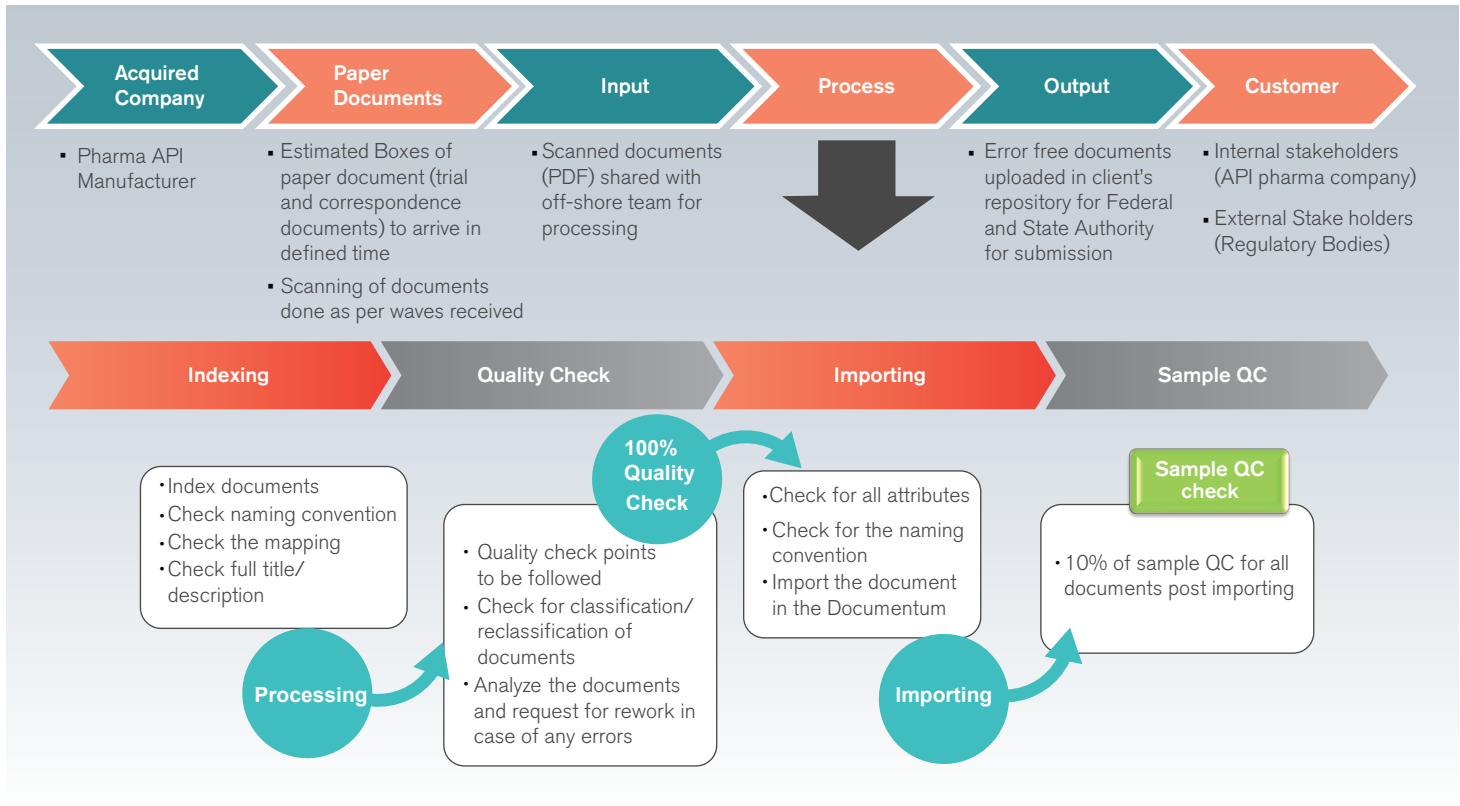 Acquired
Company
Paper
Documents
Input
Process
Output
Customer
▪ Pharma API
Manufacturer
▪ Estimated Boxes of
paper document (trial
and correspondence
documents) to arrive in
defined time
▪ Scanning of documents
done as per waves received
▪ Scanned documents
(PDF) shared with
off-shore team for
processing
▪ Error free documents
uploaded in client's
repository for Federal
and State Authority
for submission
▪ Internal stakeholders
(API pharma company)
▪ External Stake holders
(Regulatory Bodies)
Indexing
Quality Check
Importing
Sample QC
• Index documents
• Check naming convention
• Check the mapping
• Check full title/
description
Processing
• Quality check points
to be followed
• Check for classification/
reclassification of
documents
• Analyze the documents
and request for rework in
case of any errors
100%
Quality
Check
• Check for all attributes
• Check for the naming
convention
• Import the document
in the Documentum
Importing
Sample QC
check
• 10% of sample QC for all
documents post importing